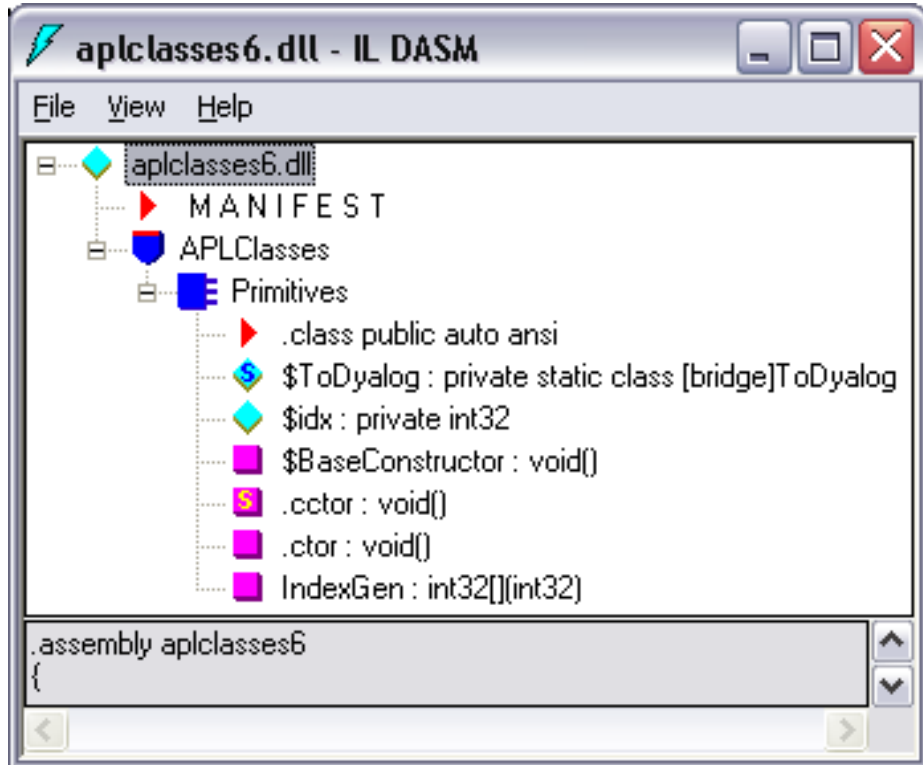 aplclasses6.dll - IL DASM
File View Help
aplclasses6.dll
M A N I F E S T
APLClasses
Primitives
.class public auto ansi
$ToDyalog : private static class [bridge]ToDyalog
$idx : private int32
$BaseConstructor : void()
.cctor : void()
.ctor : void()
IndexGen : int32[](int32)
.assembly aplclasses6
{